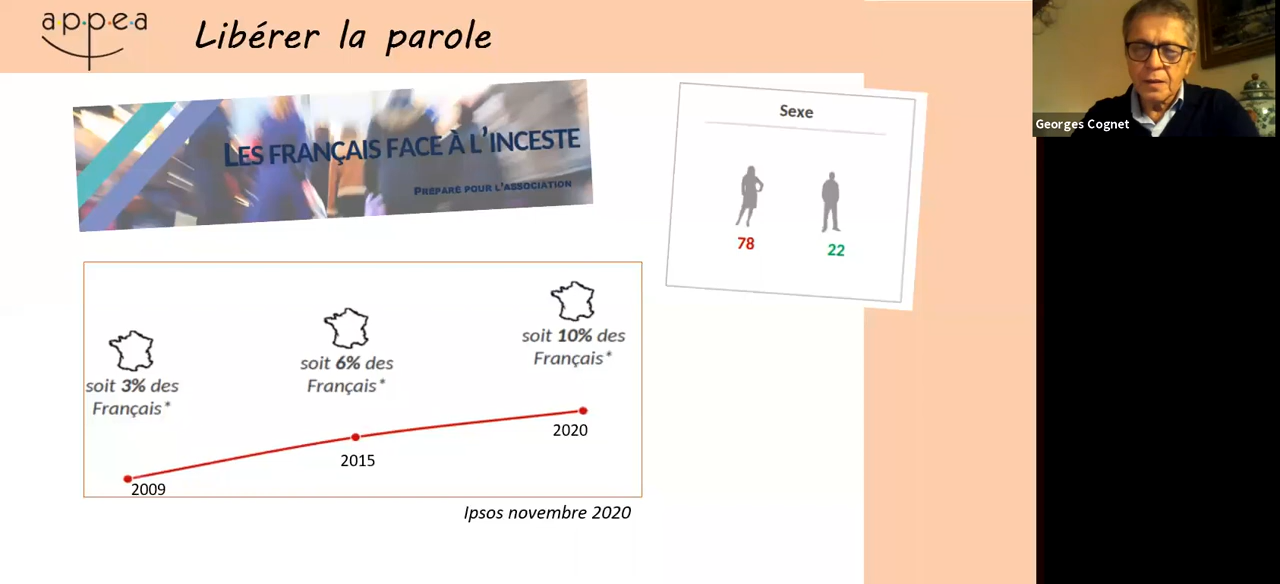 appea
Libérer la parole
LES FRANÇAIS FACE À L'INCESTE
PRÉPARÉ POUR L'ASSOCIATION
Sexe
78
22
Georges Cognet
soit 3% des
Français*
soit 6% des
Français*
soit 10% des
Français*
2009
2015
2020
Ipsos novembre 2020